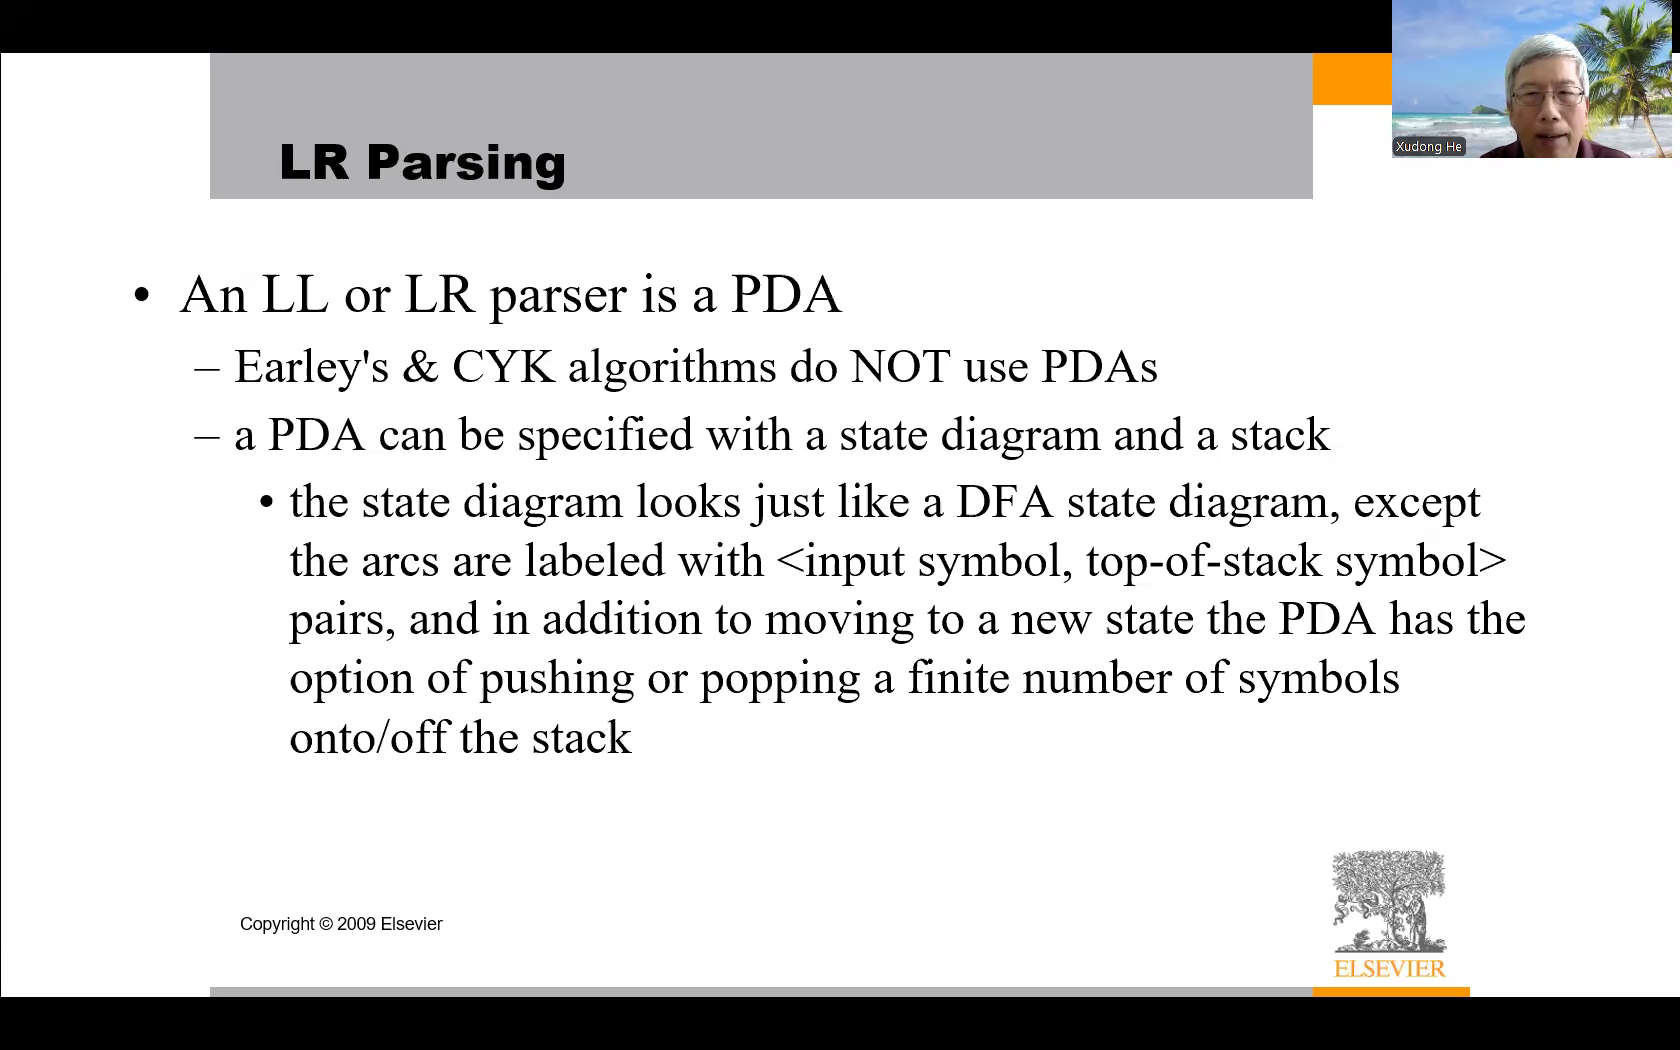 Xudong He
LR Parsing
• An LL or LR parser is a PDA
– Earley's & CYK algorithms do NOT use PDAs
– a PDA can be specified with a state diagram and a stack
• the state diagram looks just like a DFA state diagram, except
the arcs are labeled with <input symbol, top-of-stack symbol>
pairs, and in addition to moving to a new state the PDA has the
option of pushing or popping a finite number of symbols
onto/off the stack
Copyright © 2009 Elsevier
ELSEVIER